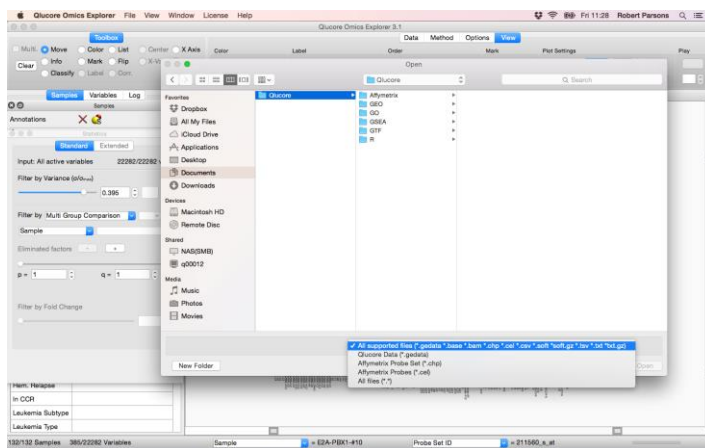 Qlucore Omics Explorer File View Window License Help Fri 11:28 Robert Parsons
Qlucore Omics Explorer 3.1
Toolbox Data Method Options View
Multi. Move Color List Center X Axis Color Label Order Mark Plot Settings Play
Clear Info Mark Flip
Classify Label
Open
Qlucore Search
Samples Variables Log
Samples
Annotations
Statistics
Standard Extended
Input: All active variables 22282/22282
Filter by Variance
0.395
Filter by Multi Group Comparison
Sample
Eliminated factors
p = 1 q = 1
Filter by Fold Change
Favorites
Dropbox
All My Files
iCloud Drive
Applications
Desktop
Documents
Downloads
Devices
Macintosh HD
Remote Disc
Shared
NAS(SMB)
q00012
Media
Music
Photos
Movies
Qlucore
Affymetrix
GEO
GO
GSEA
GTF
R
All supported files (*.gedata *.base *.bam *.chp *.cel *.csv *.soft *soft.gz *.tsv *.txt *txt.gz)
Qlucore Data (*.gedata)
Affymetrix Probe Set (*.chp)
Affymetrix Probes (*.cel)
All files (*.*)
New Folder Open
Hem. Relapse
In CCR
Leukemia Subtype
Leukemia Type
132/132 Samples 385/22282 Variables Sample = E2A-PBX1-#10 Probe Set ID = 211560_s_at